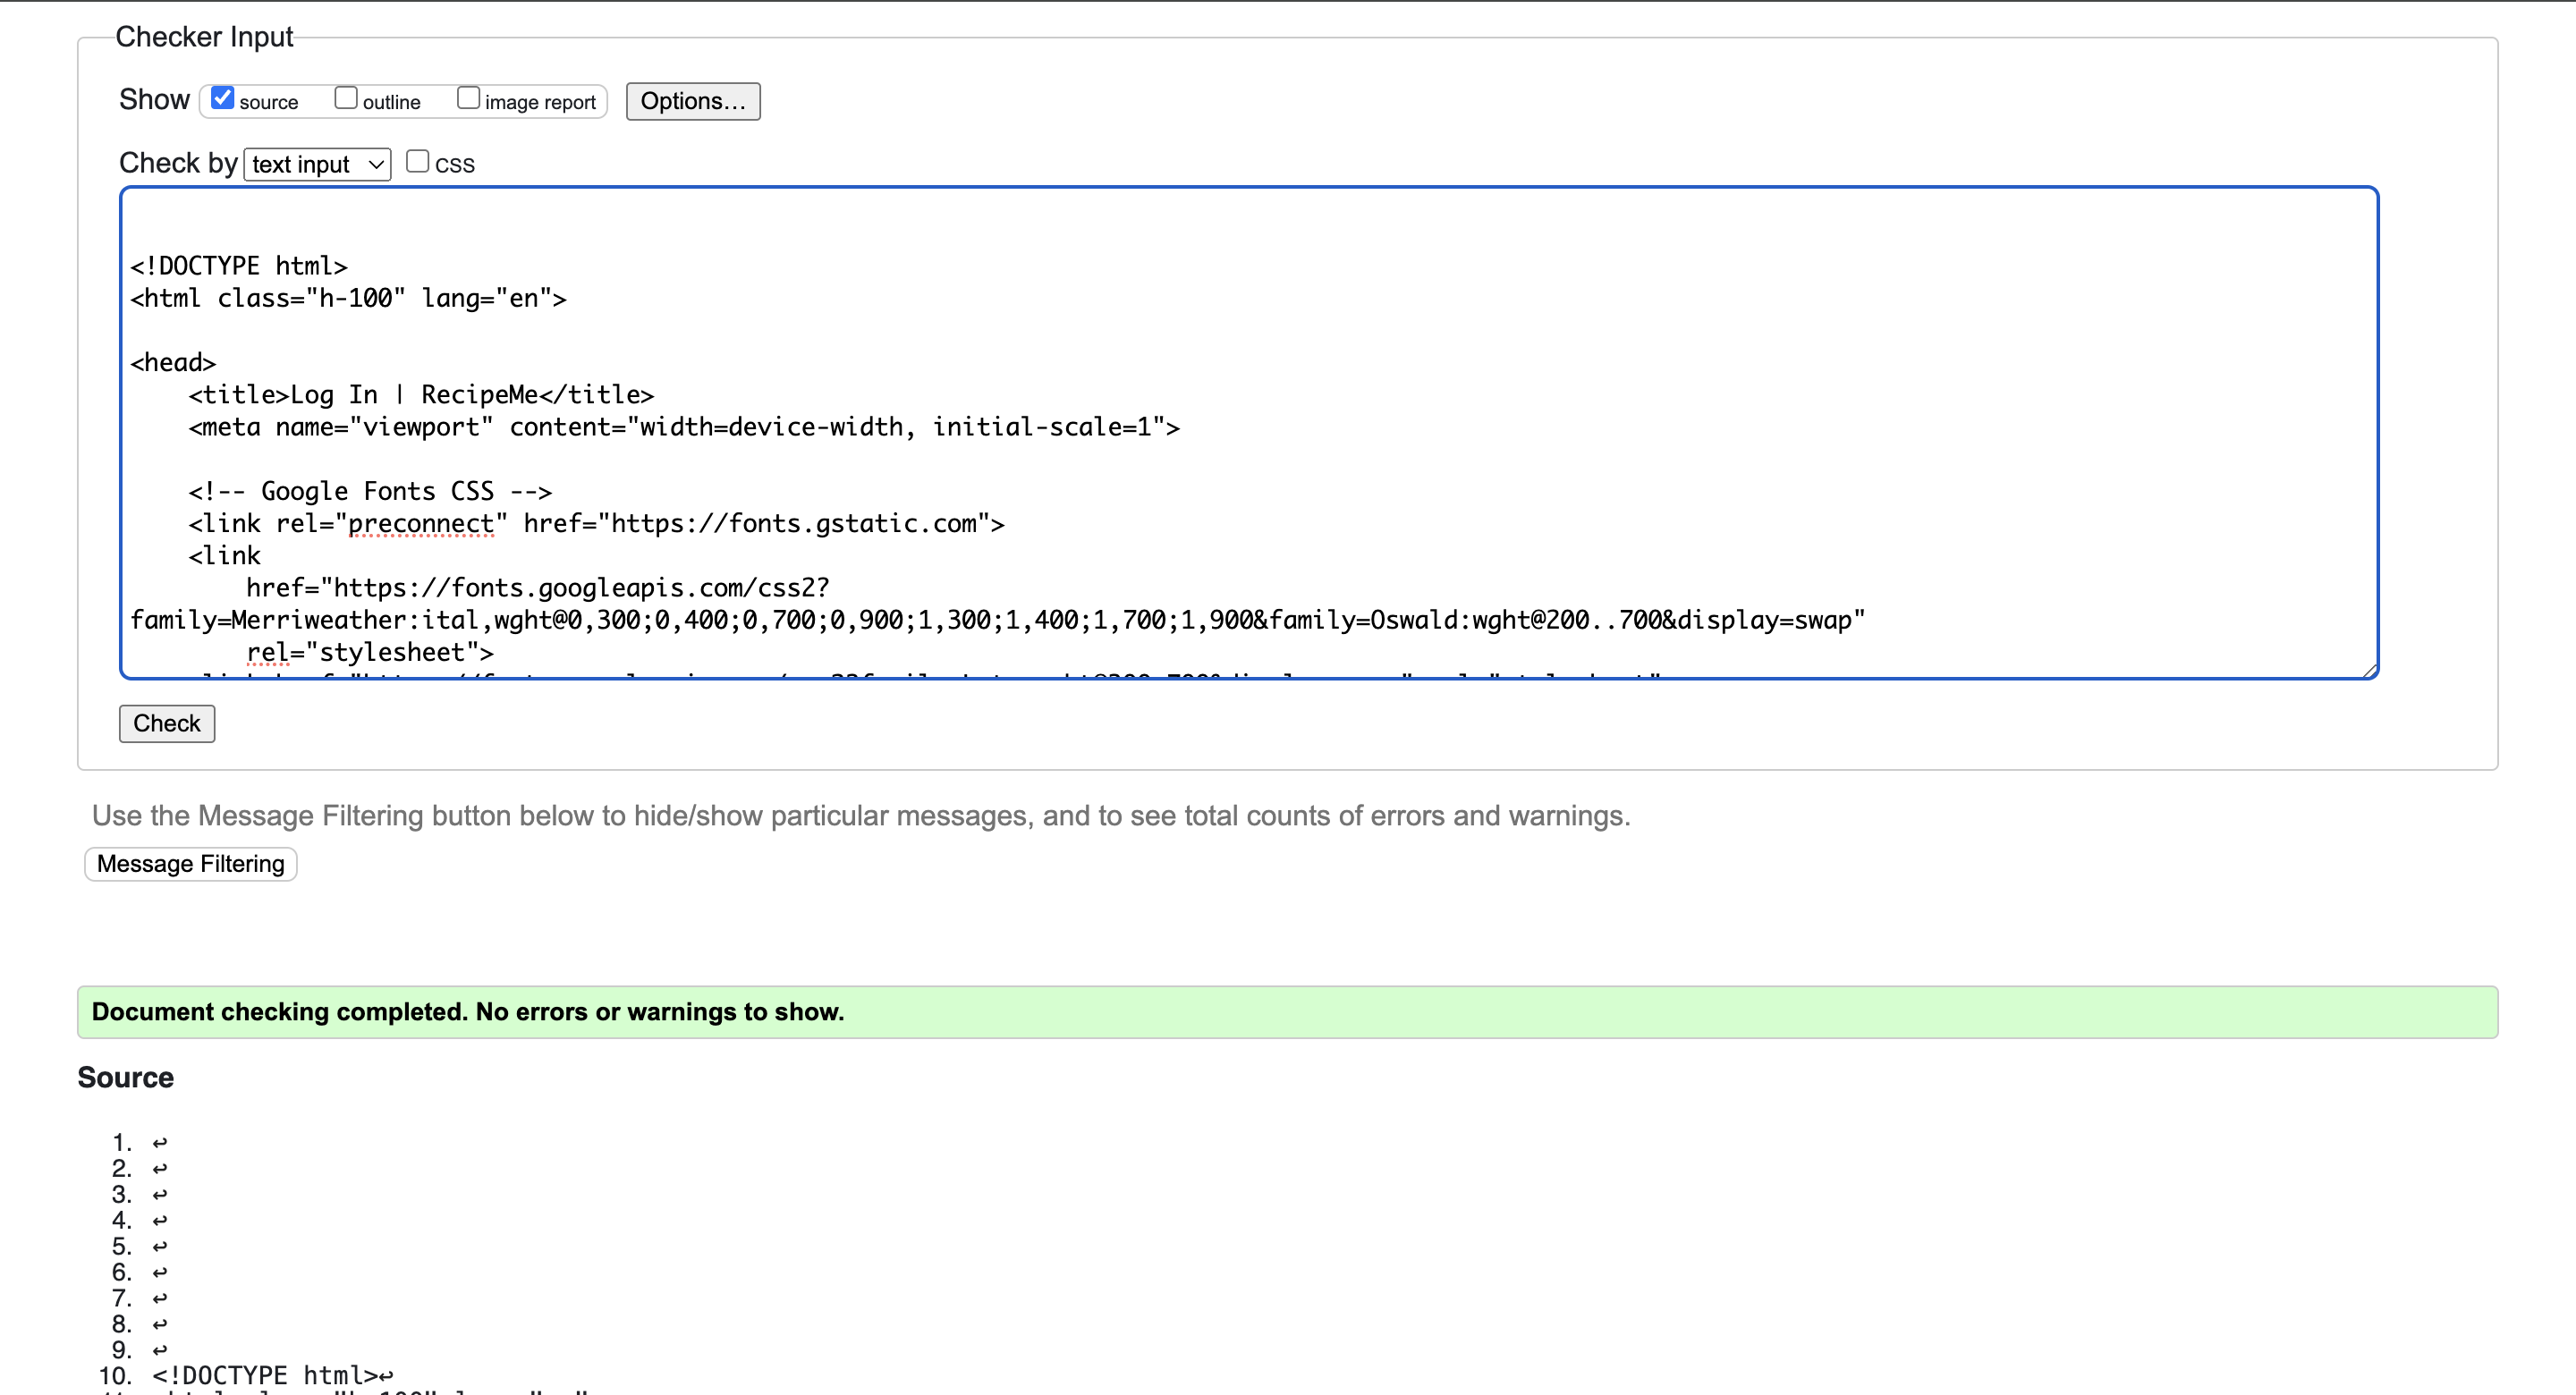 Checker Input
Show source outline image report Options...
Check by text input css
<!DOCTYPE html>
<html class="h-100" lang="en">
<head>
<title>Log In | RecipeMe</title>
<meta name="viewport" content="width=device-width, initial-scale=1">
<!-- Google Fonts CSS -->
<link rel="preconnect" href="https://fonts.gstatic.com">
<link
href="https://fonts.googleapis.com/css2?
family=Merriweather:ital,wght@0,300;0,400;0,700;0,900;1,300;1,400;1,700;1,900&family=Oswald:wght@200..700&display=swap"
rel="stylesheet">
Check
Use the Message Filtering button below to hide/show particular messages, and to see total counts of errors and warnings.
Message Filtering
Document checking completed. No errors or warnings to show.
Source
1. ↩
2. ↩
3. ↩
4. ↩
5. ↩
6. ↩
7. ↩
8. ↩
9. ↩
10. <!DOCTYPE html>↩